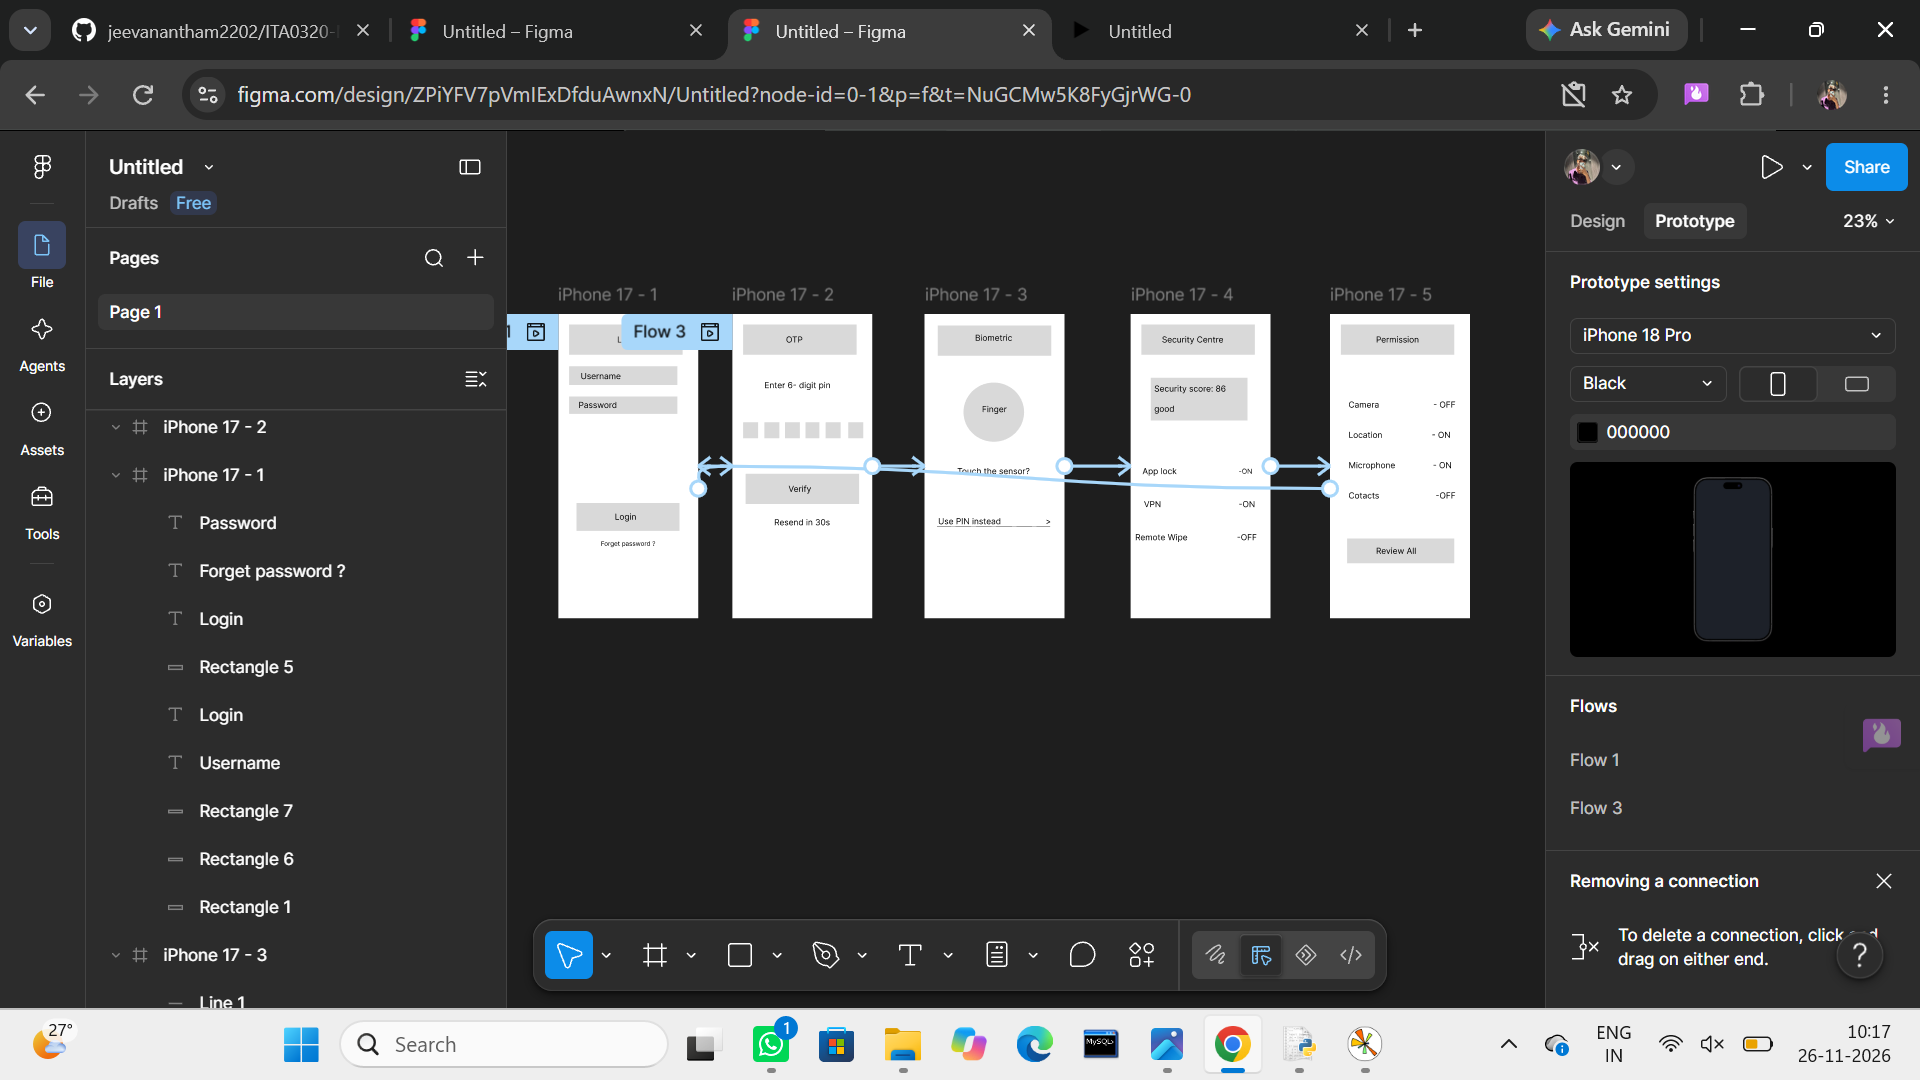 jeevanantham2202/ITA0320-
Untitled – Figma
Untitled – Figma
Untitled
Ask Gemini
figma.com/design/ZPiYFV7pVmIExDfduAwnxN/Untitled?node-id=0-1&p=f&t=NuGCMw5K8FyGjrWG-0
Untitled
Drafts
Free
Pages
Page 1
Layers
File
Agents
Assets
Tools
Variables
iPhone 17 - 2
iPhone 17 - 1
Password
Forget password ?
Login
Rectangle 5
Login
Username
Rectangle 7
Rectangle 6
Rectangle 1
iPhone 17 - 3
Line 1
iPhone 17 - 1
Flow 3
Username
Password
Login
Forget password ?
iPhone 17 - 2
OTP
Enter 6- digit pin
Verify
Resend in 30s
iPhone 17 - 3
Biometric
Finger
Touch the sensor?
Use PIN instead >
iPhone 17 - 4
Security Centre
Security score: 86
good
App lock -ON
VPN -ON
Remote Wipe -OFF
iPhone 17 - 5
Permission
Camera - OFF
Location - ON
Microphone - ON
Cotacts -OFF
Review All
Share
Design
Prototype
23%
Prototype settings
iPhone 18 Pro
Black
000000
Flows
Flow 1
Flow 3
Removing a connection
To delete a connection, click and
drag on either end.
?
27°
Search
1
MySQL
ENG
IN
10:17
26-11-2026